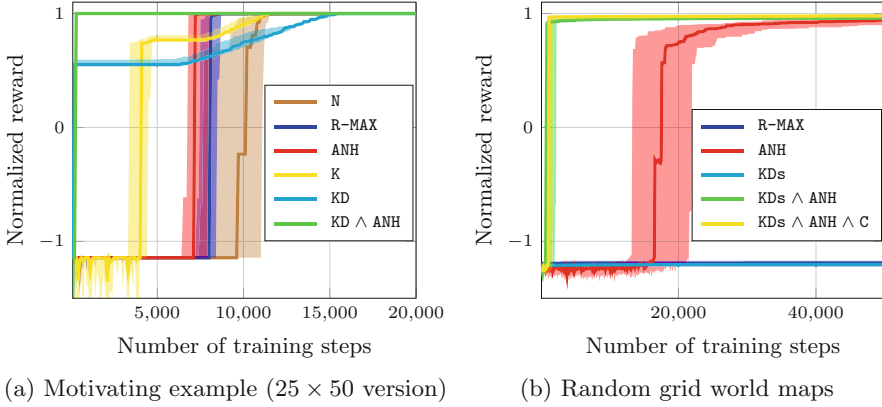 Normalized reward
1
0
−1
5,000 10,000 15,000 20,000
Number of training steps
N
R-MAX
ANH
K
KD
KD ∧ ANH
(a) Motivating example (25 × 50 version)
Normalized reward
1
0
−1
20,000 40,000
Number of training steps
R-MAX
ANH
KDs
KDs ∧ ANH
KDs ∧ ANH ∧ C
(b) Random grid world maps